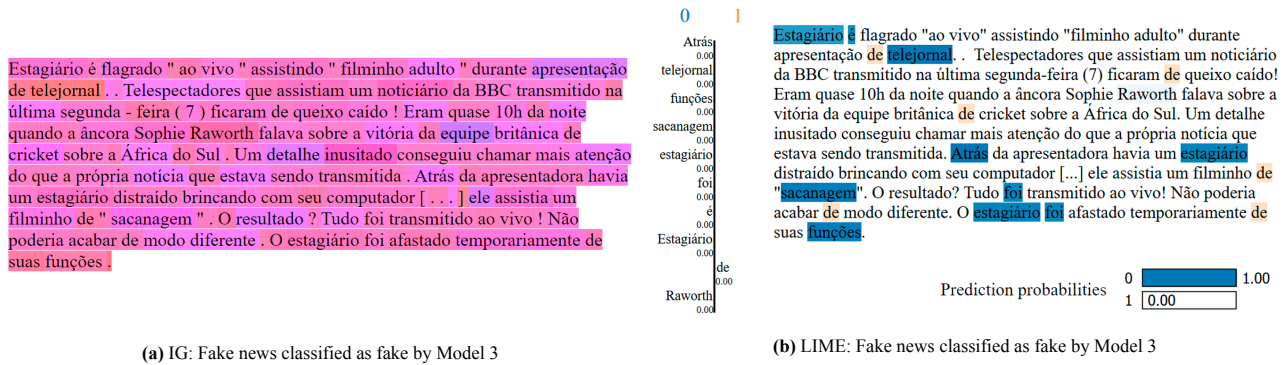 Estagiário é flagrado " ao vivo " assistindo " filminho adulto " durante apresentação
de telejornal . . Telespectadores que assistiam um noticiário da BBC transmitido na
última segunda - feira ( 7 ) ficaram de queixo caído ! Eram quase 10h da noite
quando a âncora Sophie Raworth falava sobre a vitória da equipe britânica de
cricket sobre a África do Sul . Um detalhe inusitado conseguiu chamar mais atenção
do que a própria notícia que estava sendo transmitida . Atrás da apresentadora havia
um estagiário distraído brincando com seu computador [ . . . ] ele assistia um
filminho de " sacanagem " . O resultado ? Tudo foi transmitido ao vivo ! Não
poderia acabar de modo diferente . O estagiário foi afastado temporariamente de
suas funções .
(a) IG: Fake news classified as fake by Model 3
0 1
Atrás
0.00
telejornal
0.00
funções
0.00
sacanagem
0.00
estagiário
0.00
foi
0.00
é
0.00
Estagiário
0.00
de
0.00
Raworth
0.00
Estagiário é flagrado "ao vivo" assistindo "filminho adulto" durante
apresentação de telejornal. . Telespectadores que assistiam um noticiário
da BBC transmitido na última segunda-feira (7) ficaram de queixo caído!
Eram quase 10h da noite quando a âncora Sophie Raworth falava sobre a
vitória da equipe britânica de cricket sobre a África do Sul. Um detalhe
inusitado conseguiu chamar mais atenção do que a própria notícia que
estava sendo transmitida. Atrás da apresentadora havia um estagiário
distraído brincando com seu computador [...] ele assistia um filminho de
"sacanagem". O resultado? Tudo foi transmitido ao vivo! Não poderia
acabar de modo diferente. O estagiário foi afastado temporariamente de
suas funções.
Prediction probabilities
0 1.00
1 0.00
(b) LIME: Fake news classified as fake by Model 3